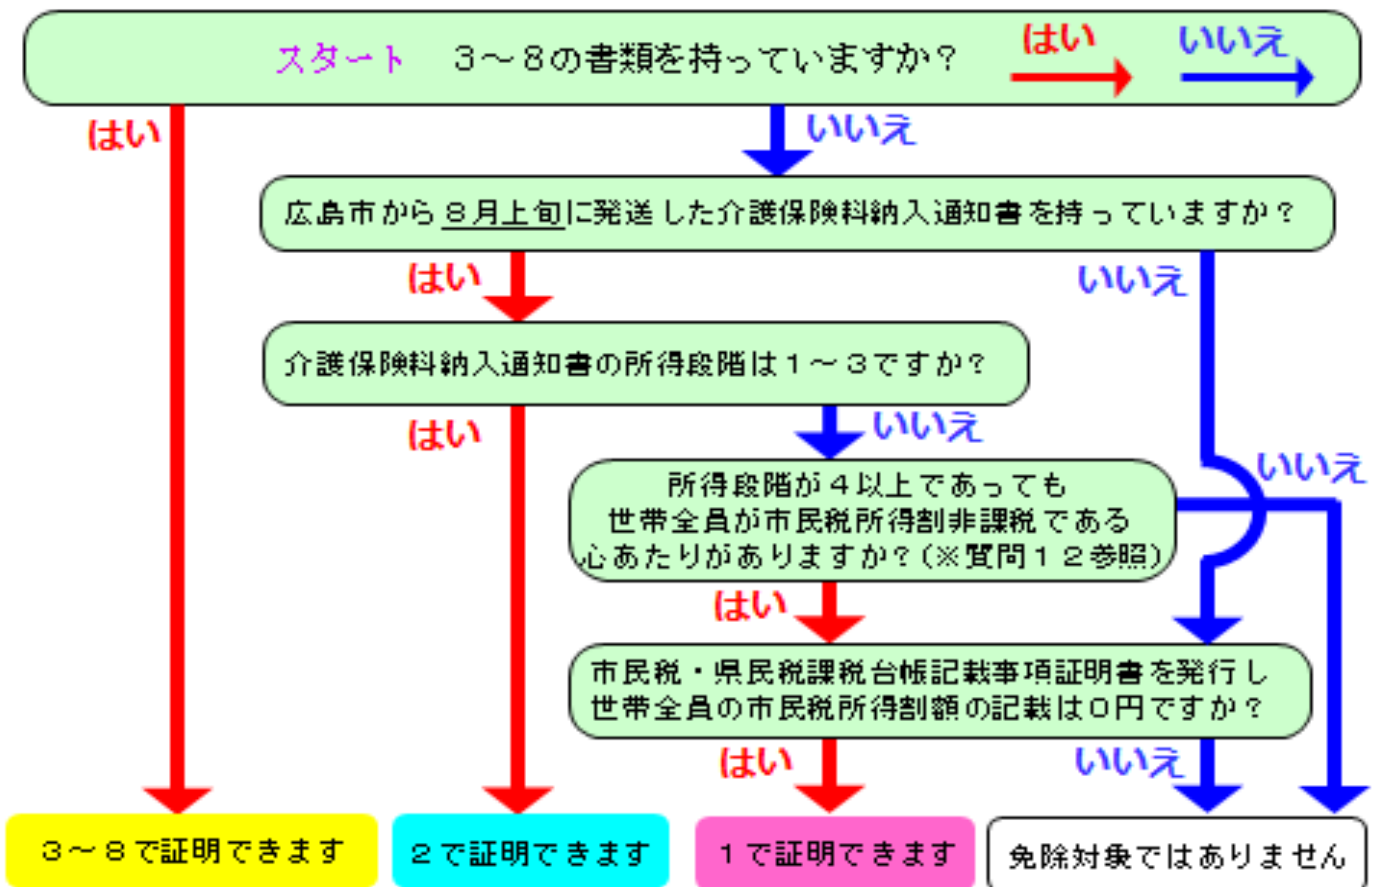 スタート 3~8の書類を持っていますか? はい いいえ
はい いいえ
広島市から8月上旬に発送した介護保険料納入通知書を持っていますか?
はい いいえ
介護保険料納入通知書の所得段階は1~3ですか?
はい いいえ
所得段階が4以上であっても
世帯全員が市民税所得割非課税である
心あたりがありますか?(※質問12参照)
いいえ
はい
市民税・県民税課税台帳記載事項証明書を発行し
世帯全員の市民税所得割額の記載は0円ですか?
はい いいえ
3~8で証明できます 2で証明できます 1で証明できます 免除対象ではありません